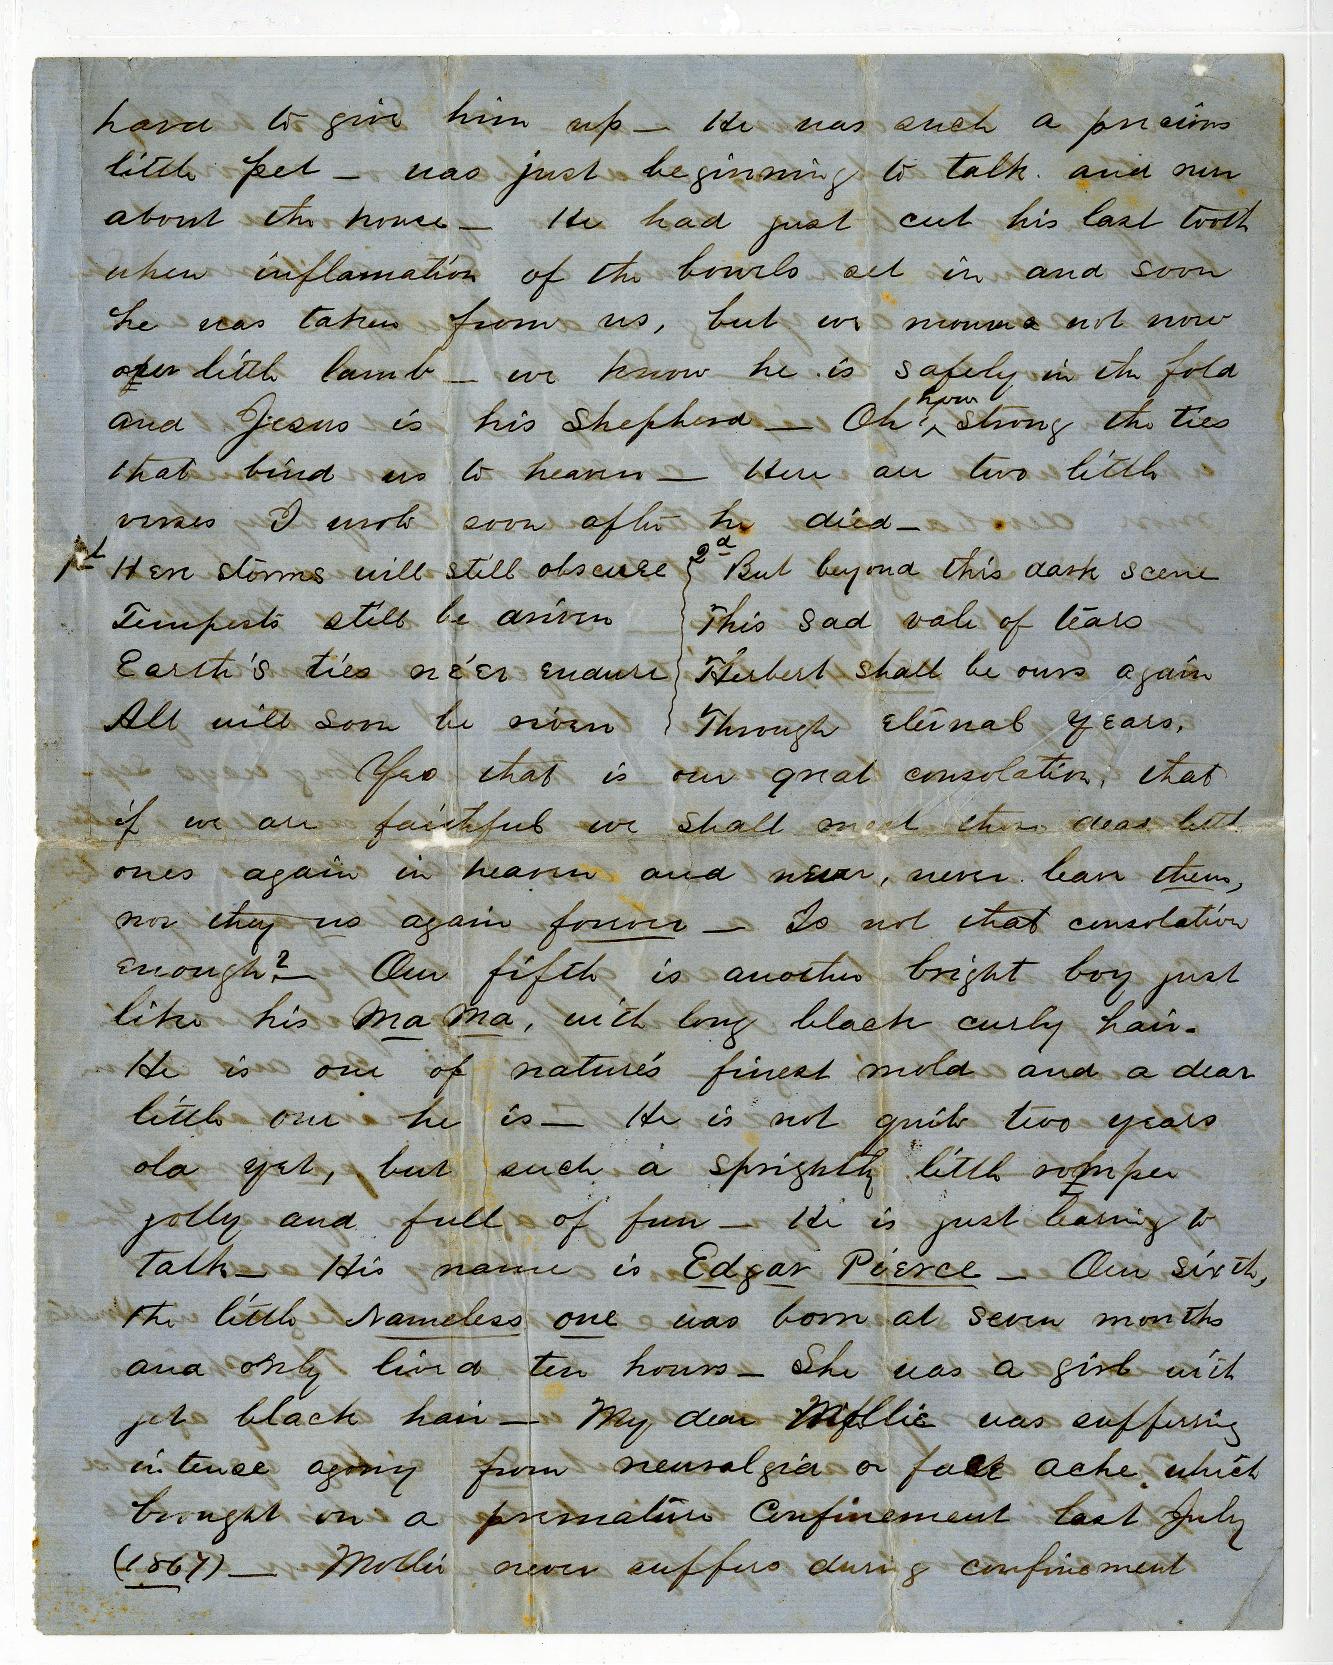 hard to give him up — He was such a precious
little pet — was just beginning to talk. and run
about the house — He had just cut his last tooth
when inflamation of the bowels set in and soon
he was taken from us, but we mourn not now
our little lamb — we know he is safely in the fold
and Jesus is his Shepherd — Oh! how strong the ties
that bind us to heaven — Here are two little
verses I wrote soon after he died —
1st Here storms will still obscure
Tempests still be driven
Earth's ties né'er endure
All will soon be riven
2d But beyond this dark scene
This sad vale of tears
Herbert shall be ours again
Through eternal years.
Yes that is our great consolation, that
if we are faithful we shall meet these dear little
ones again in heaven and never, never leave them,
nor they us again forever — Is not that consolation
enough? — Our fifth is another bright boy just
like his Ma Ma, with long black curly hair.
He is one of nature's finest mold and a dear
little one he is — He is not quite two years
old yet, but such a sprightly little romper
jolly and full of fun — He is just learning to
talk — His name is Edgar Pierce — Our sixth,
the little Nameless one was born at seven months
and only lived ten hours — She was a girl with
jet black hair — My dear Mollie was suffering
intense agony from neuralgia or face ache which
brought on a premature Confinement last July
(1867) — Mollie never suffers during confinement